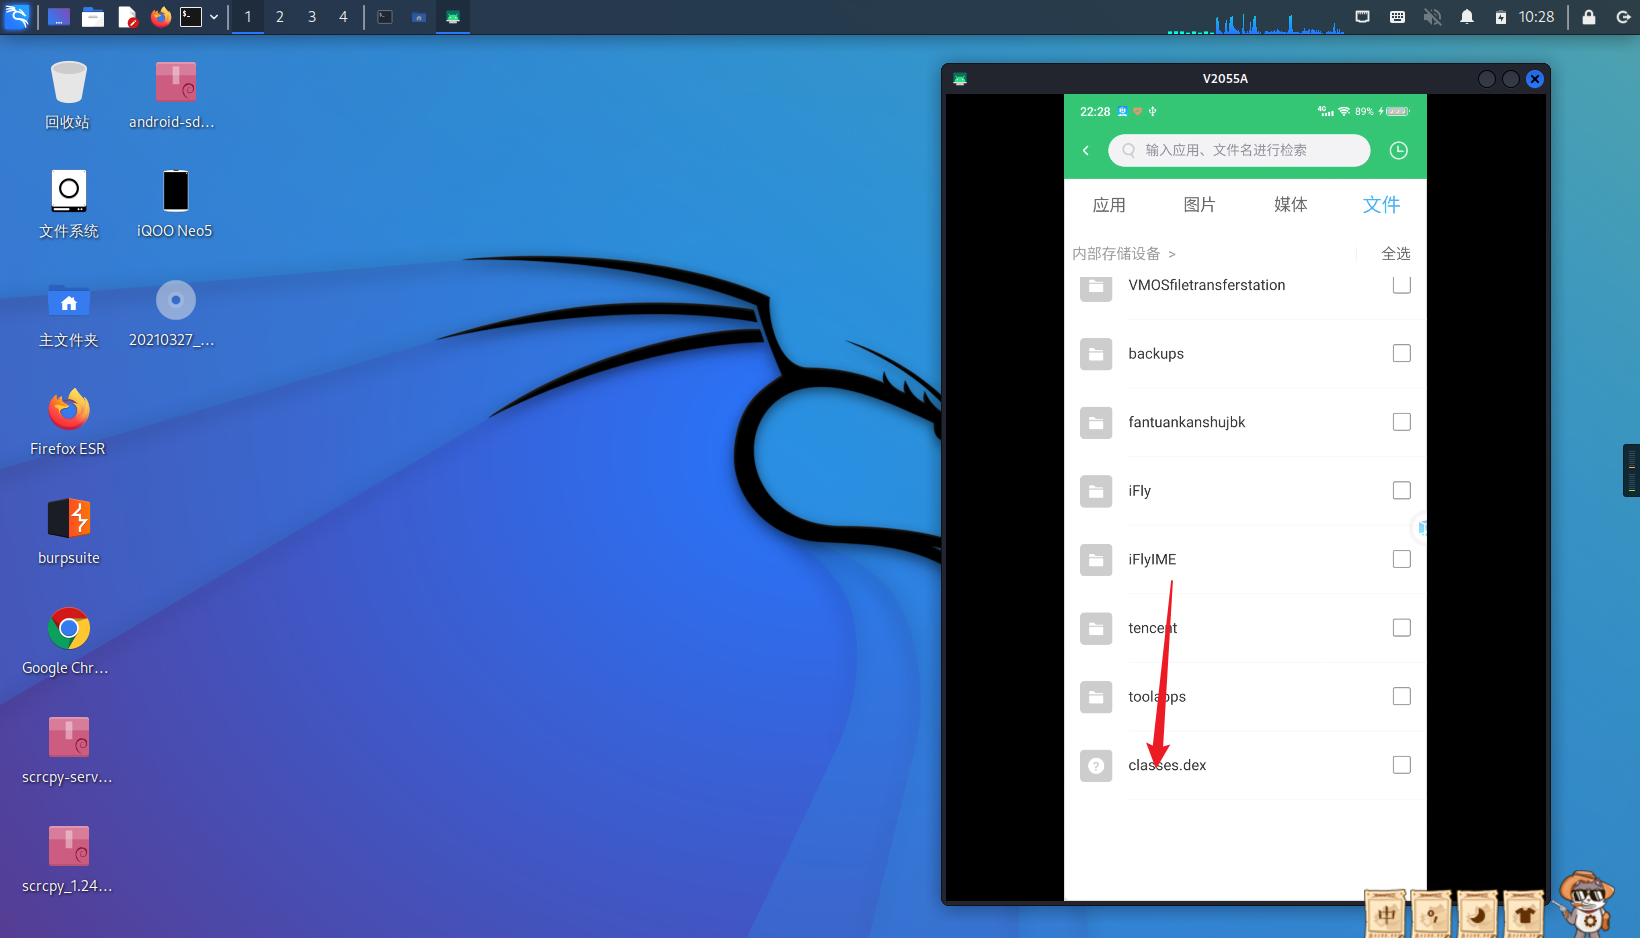 1 2 3 4
10:28
回收站
android-sd...
文件系统
iQOO Neo5
主文件夹
20210327_...
Firefox ESR
burpsuite
Google Chr...
scrcpy-serv...
scrcpy_1.24...
V2055A
22:28
4G
89%
输入应用、文件名进行检索
应用 图片 媒体 文件
内部存储设备 >
全选
VMOSfiletransferstation
backups
fantuankanshujbk
iFly
iFlyIME
tencent
toolapps
classes.dex
中